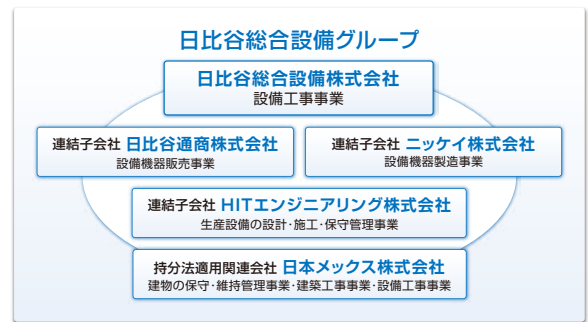 日比谷総合設備グループ
日比谷総合設備株式会社
設備工事事業
連結子会社 日比谷通商株式会社
設備機器販売事業
連結子会社 ニッケイ株式会社
設備機器製造事業
連結子会社 HITエンジニアリング株式会社
生産設備の設計・施工・保守管理事業
持分法適用関連会社 日本メックス株式会社
建物の保守・維持管理事業・建築工事事業・設備工事事業